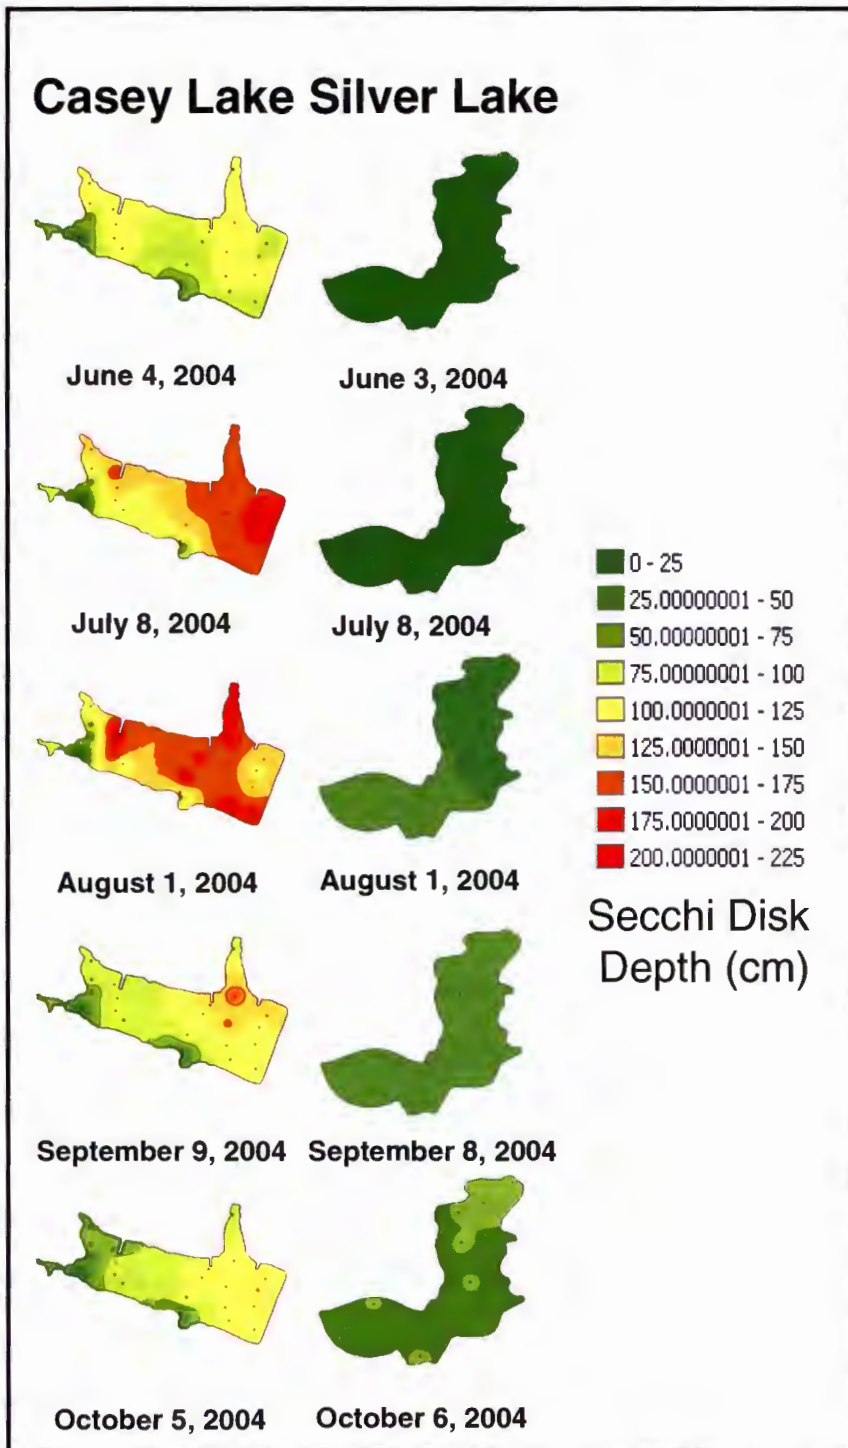 Casey Lake Silver Lake
June 4, 2004
June 3, 2004
July 8, 2004
July 8, 2004
August 1, 2004
August 1, 2004
September 9, 2004
September 8, 2004
October 5, 2004
October 6, 2004
0 - 25
25.00000001 - 50
50.00000001 - 75
75.00000001 - 100
100.0000001 - 125
125.0000001 - 150
150.0000001 - 175
175.0000001 - 200
200.0000001 - 225
Secchi Disk
Depth (cm)